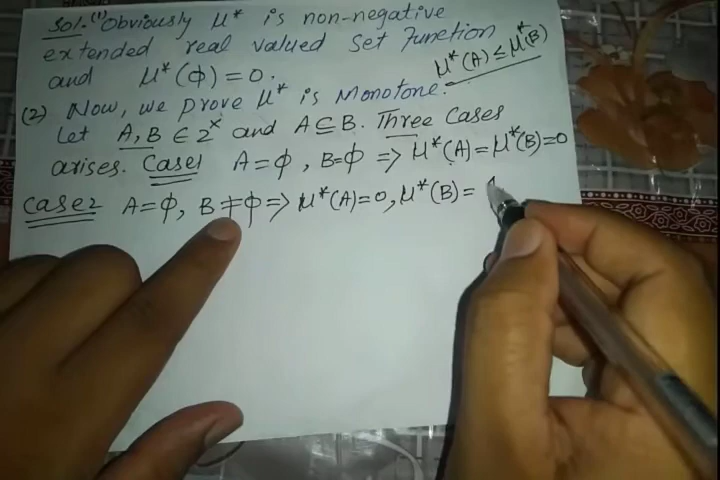 Sol. (1) Obviously μ* is non-negative
extended real valued set function
and μ*(ϕ) = 0. μ*(A) ≤ μ*(B)
(2) Now, we prove μ* is Monotone.
Let A, B ∈ 2^x and A ⊆ B. Three Cases
arises. Case1 A = ϕ, B = ϕ => μ*(A) = μ*(B) = 0
Case2 A = ϕ, B ≠ ϕ => μ*(A) = 0, μ*(B) =